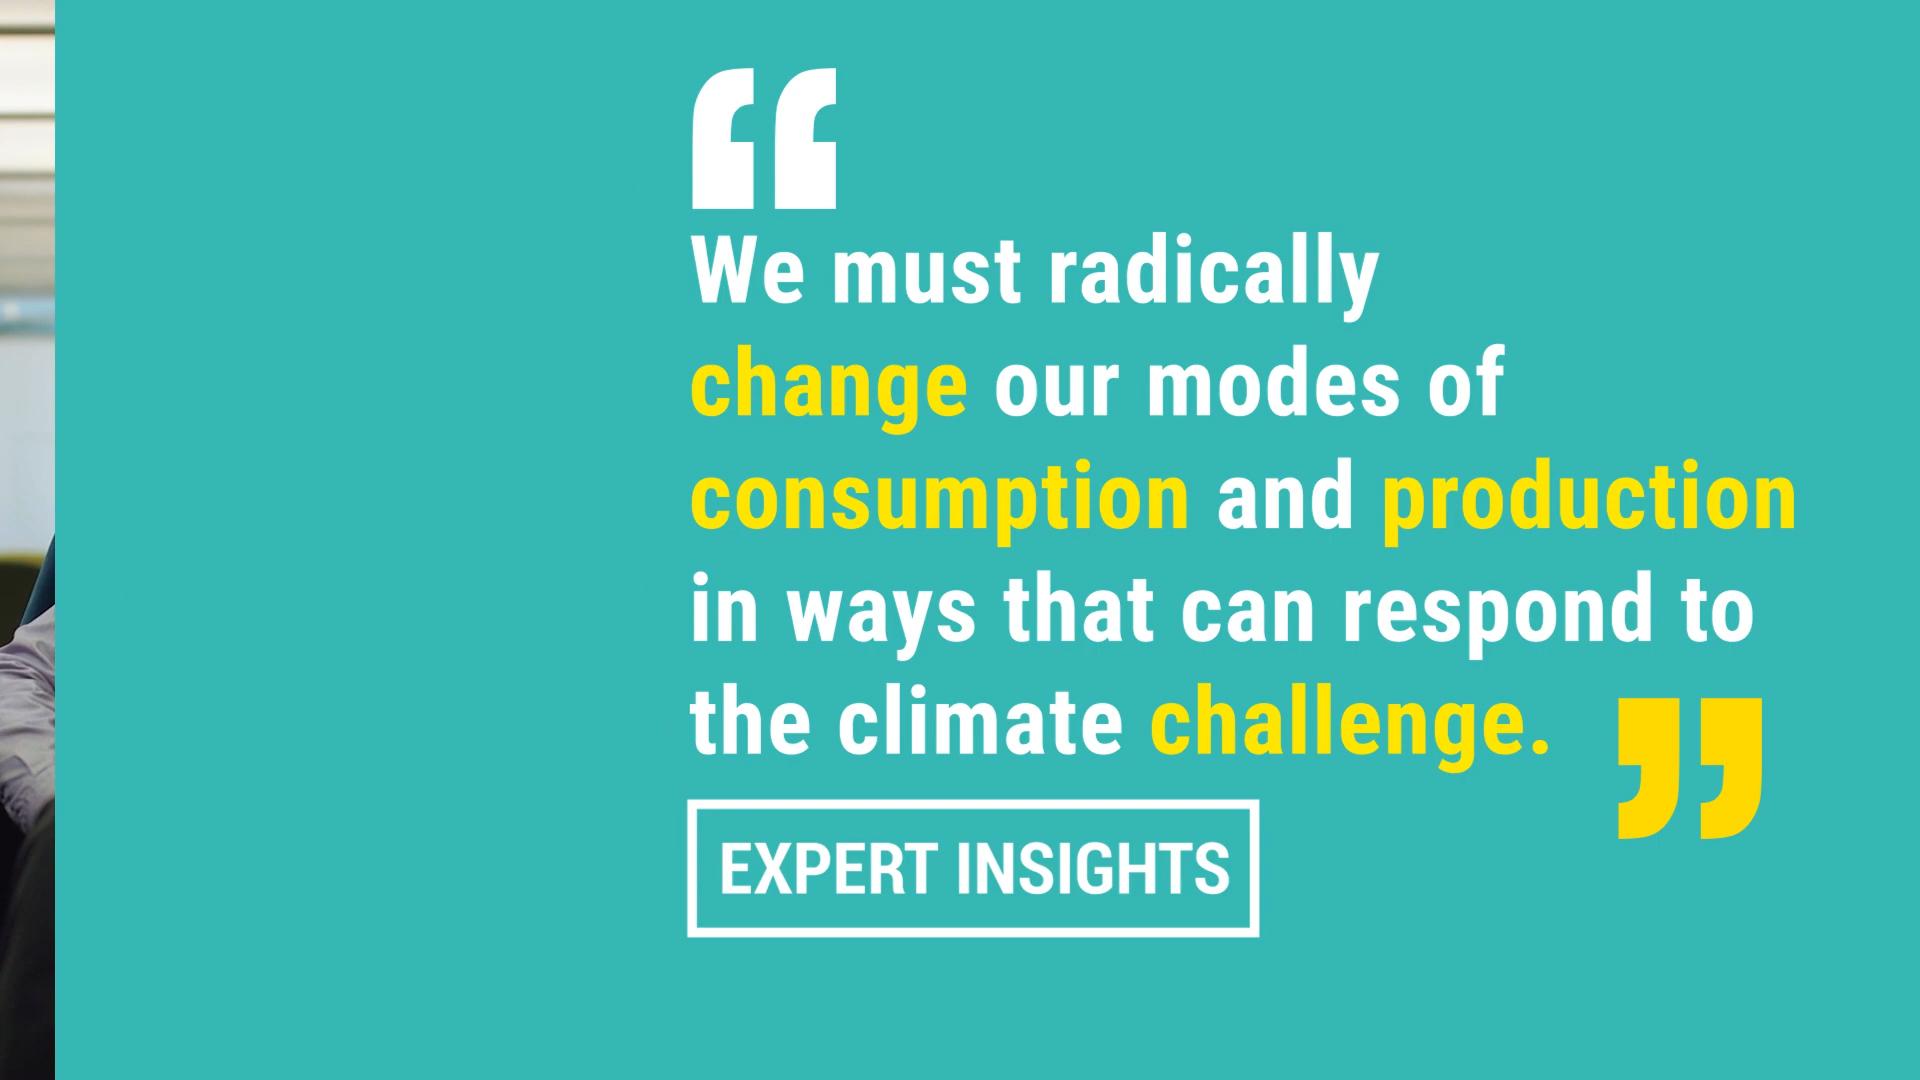 “
We must radically
change our modes of
consumption and production
in ways that can respond to
the climate challenge. ”
EXPERT INSIGHTS